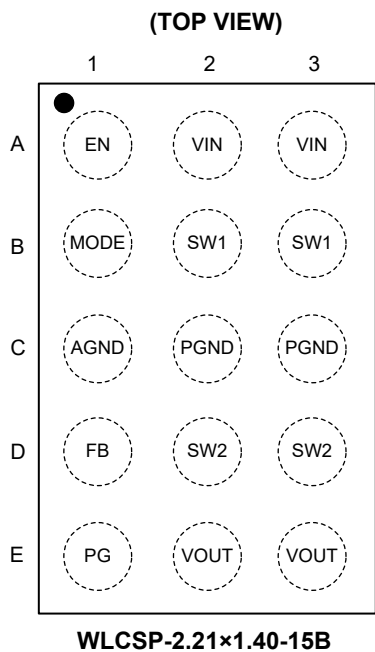 (TOP VIEW)
1 2 3
A EN VIN VIN
B MODE SW1 SW1
C AGND PGND PGND
D FB SW2 SW2
E PG VOUT VOUT
WLCSP-2.21×1.40-15B